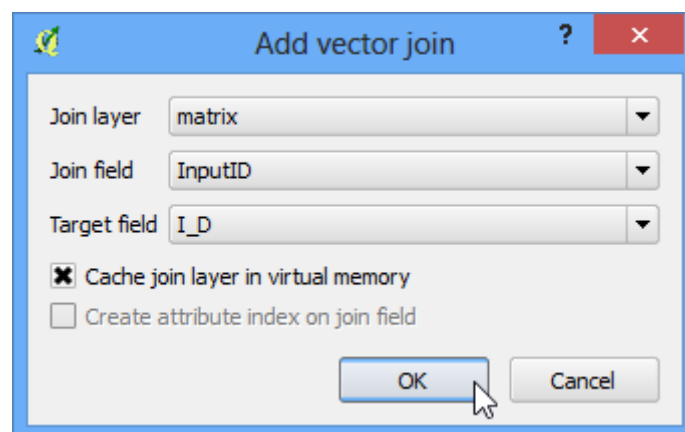 Add vector join ? ×
Join layer matrix
Join field InputID
Target field I_D
Cache join layer in virtual memory
Create attribute index on join field
OK Cancel